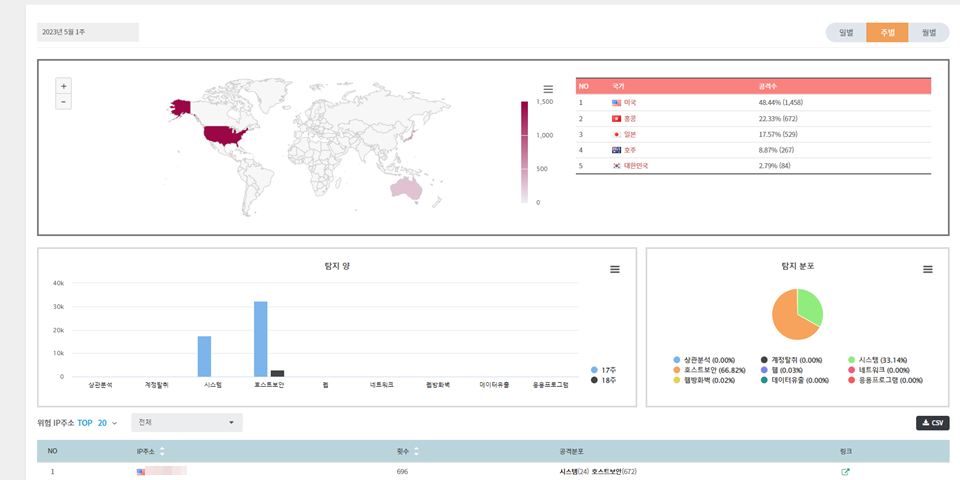 2023년 5월 1주
일별 주별 월별
+
−
1,500
1,000
500
0
NO 국가 공격수
1 미국 48.44% (1,458)
2 홍콩 22.33% (672)
3 일본 17.57% (529)
4 호주 8.87% (267)
5 대한민국 2.79% (84)
탐지 양
40k
30k
20k
10k
0
상관분석 계정탈취 시스템 호스트보안 웹 네트워크 웹방화벽 데이터유출 응용프로그램
17주
18주
탐지 분포
상관분석 (0.00%) 계정탈취 (0.00%) 시스템 (33.14%)
호스트보안 (66.82%) 웹 (0.03%) 네트워크 (0.00%)
웹방화벽 (0.02%) 데이터유출 (0.00%) 응용프로그램 (0.00%)
위험 IP주소 TOP 20 전체 CSV
NO IP주소 횟수 공격분포 링크
1 696 시스템(24) 호스트보안(672)